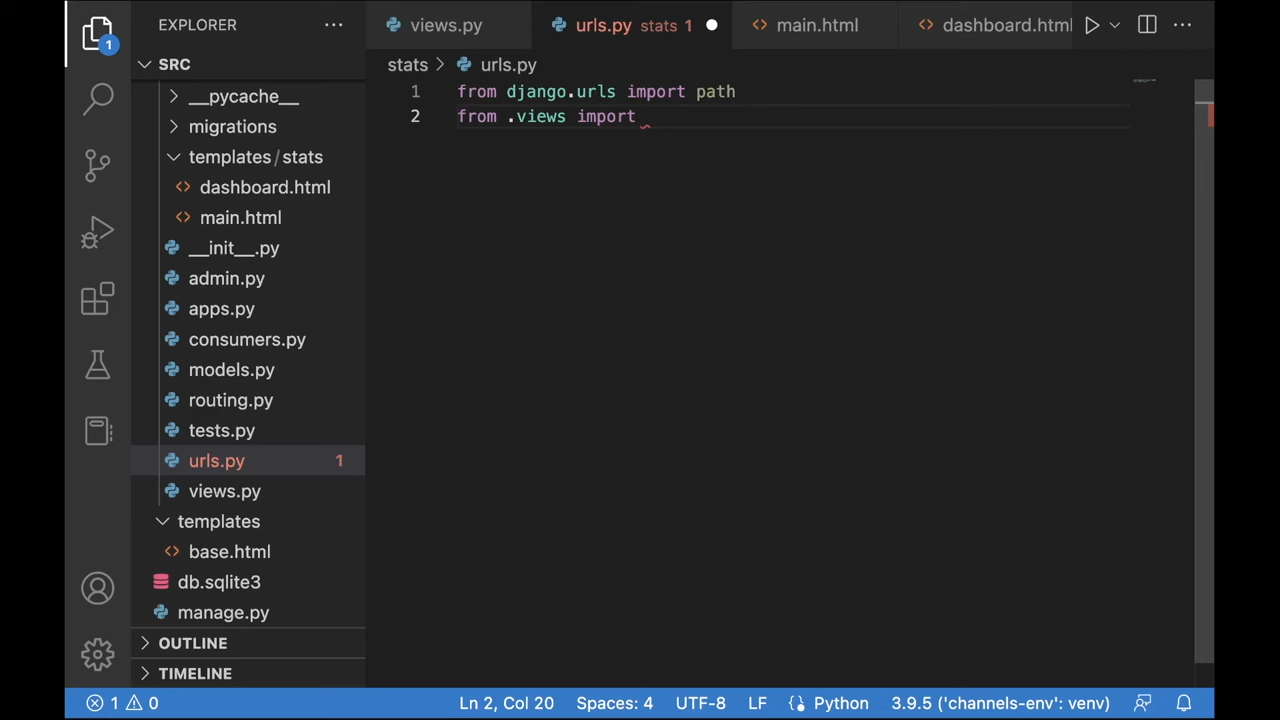 EXPLORER
views.py
urls.py stats 1
main.html
dashboard.html
1
SRC
stats > urls.py
__pycache__
migrations
templates/stats
dashboard.html
main.html
__init__.py
admin.py
apps.py
consumers.py
models.py
routing.py
tests.py
urls.py 1
views.py
templates
base.html
db.sqlite3
manage.py
OUTLINE
TIMELINE
1 from django.urls import path
2 from .views import
1 0
Ln 2, Col 20
Spaces: 4
UTF-8
LF
Python
3.9.5 ('channels-env': venv)